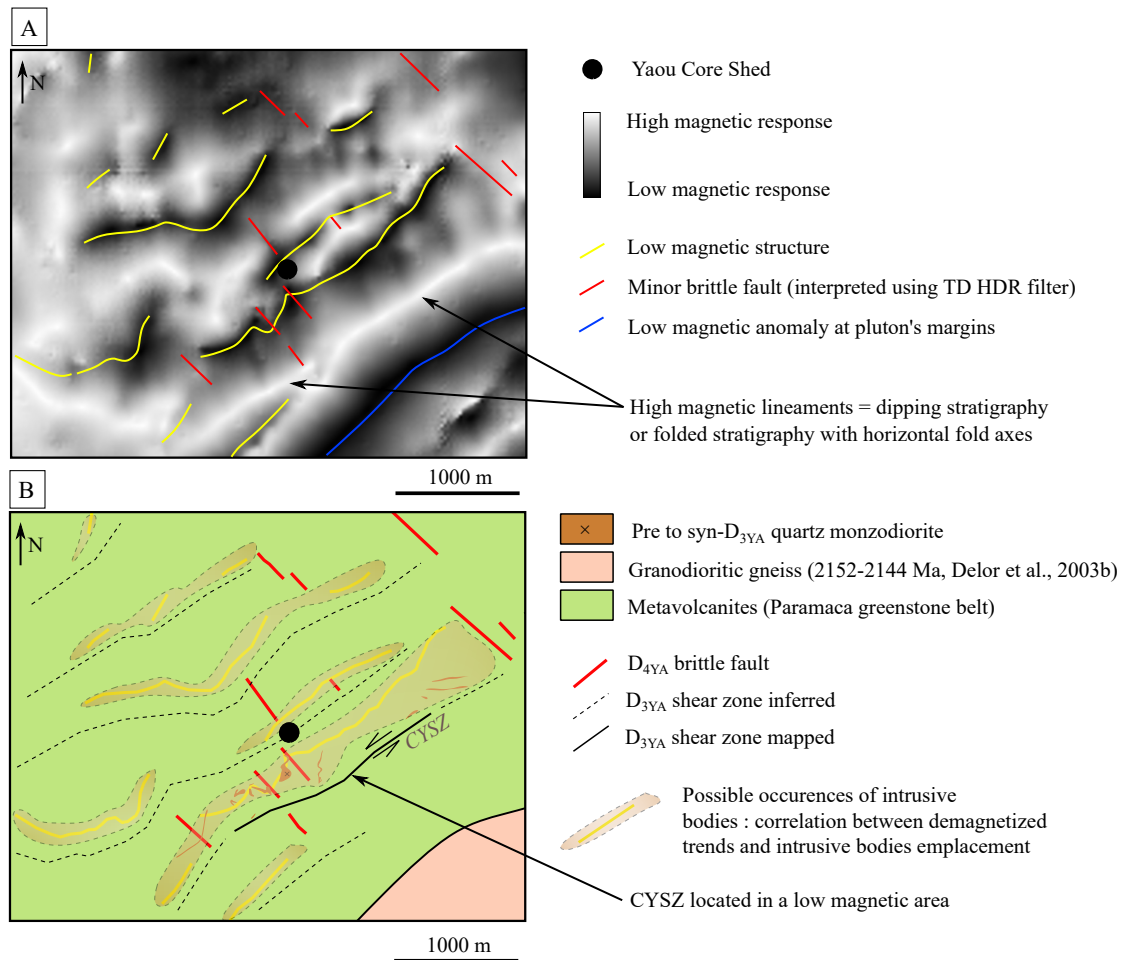 A
N
Yaou Core Shed
High magnetic response
Low magnetic response
Low magnetic structure
Minor brittle fault (interpreted using TD HDR filter)
Low magnetic anomaly at pluton's margins
High magnetic lineaments = dipping stratigraphy
or folded stratigraphy with horizontal fold axes
1000 m
B
N
CYSZ
Pre to syn-D3YA quartz monzodiorite
Granodioritic gneiss (2152-2144 Ma, Delor et al., 2003b)
Metavolcanites (Paramaca greenstone belt)
D4YA brittle fault
D3YA shear zone inferred
D3YA shear zone mapped
Possible occurences of intrusive
bodies : correlation between demagnetized
trends and intrusive bodies emplacement
CYSZ located in a low magnetic area
1000 m